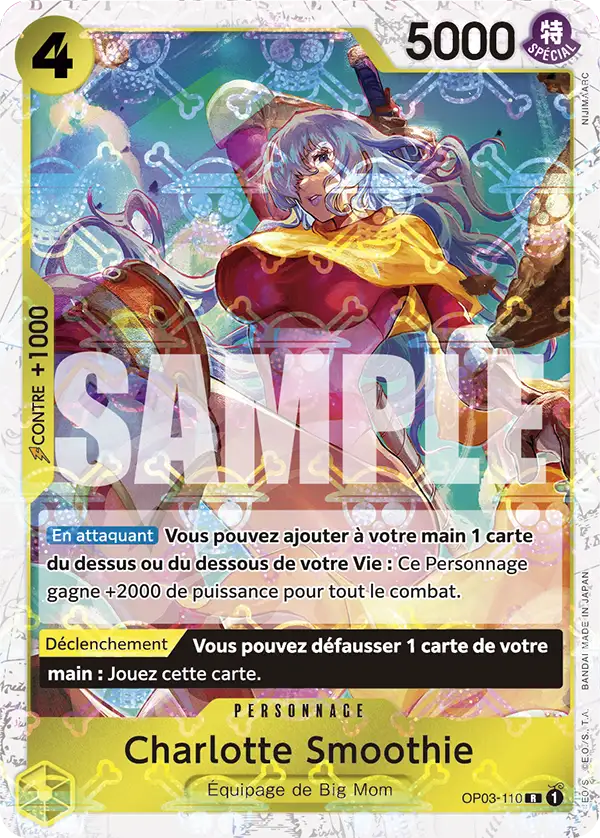 4
5000
特
SPÉCIAL
NIJIMAARC
CONTRE +1000
SAMPLE
En attaquant Vous pouvez ajouter à votre main 1 carte
du dessus ou du dessous de votre Vie : Ce Personnage
gagne +2000 de puissance pour tout le combat.
Déclenchement Vous pouvez défausser 1 carte de votre
main : Jouez cette carte.
BANDAI MADE IN JAPAN
©E.O./S. ©E.O./S.,T.A.
PERSONNAGE
Charlotte Smoothie
Équipage de Big Mom
OP03-110 R 1